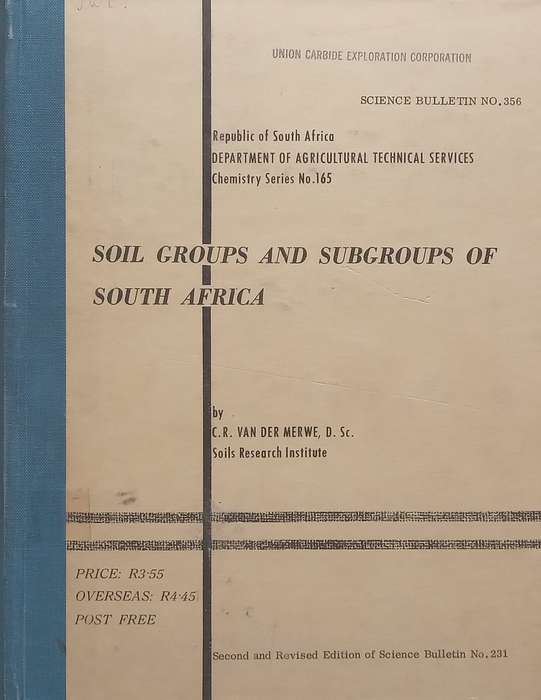 UNION CARBIDE EXPLORATION CORPORATION
SCIENCE BULLETIN NO. 356
Republic of South Africa
DEPARTMENT OF AGRICULTURAL TECHNICAL SERVICES
Chemistry Series No.165
SOIL GROUPS AND SUBGROUPS OF
SOUTH AFRICA
by
C.R. VAN DER MERWE, D. Sc.
Soils Research Institute
PRICE: R3·55
OVERSEAS: R4·45
POST FREE
Second and Revised Edition of Science Bulletin No. 231